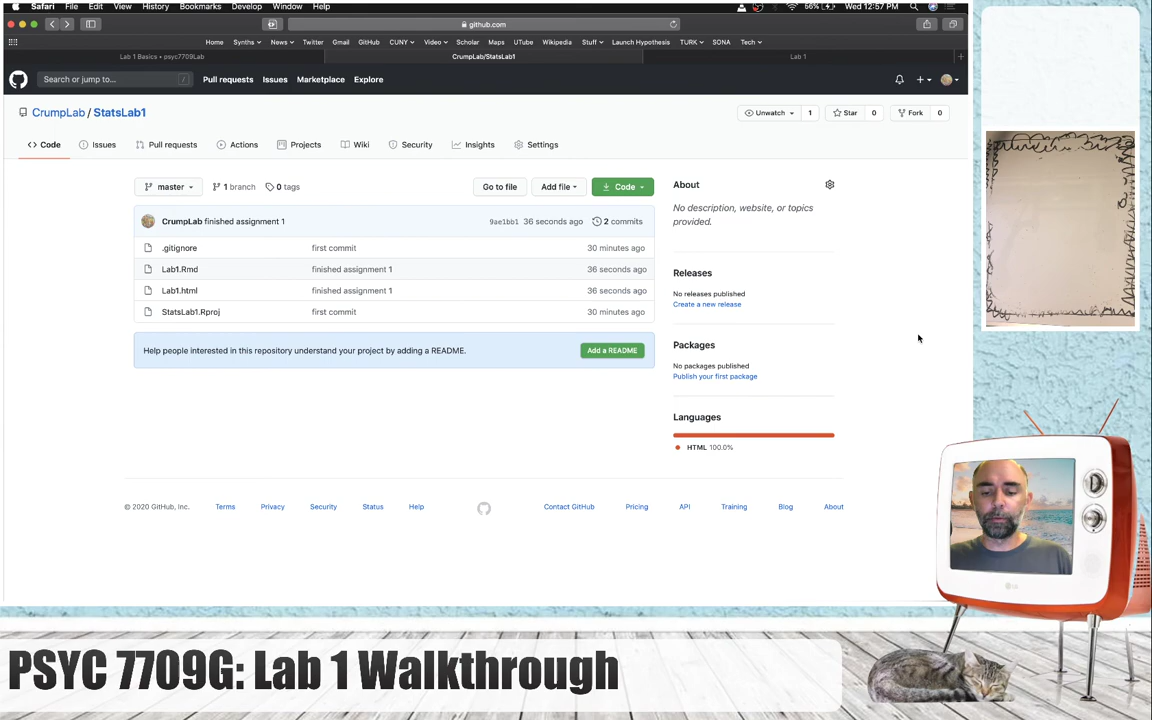 Safari File Edit View History Bookmarks Develop Window Help 66% Wed 12:57 PM
github.com
Home Synths News Twitter Gmail GitHub CUNY Video Scholar Maps UTube Wikipedia Stuff Launch Hypothesis TURK SONA Tech
Lab 1 Basics • psyc7709Lab CrumpLab/StatsLab1 Lab 1
Search or jump to... / Pull requests Issues Marketplace Explore
CrumpLab / StatsLab1 Unwatch 1 Star 0 Fork 0
Code Issues Pull requests Actions Projects Wiki Security Insights Settings
master 1 branch 0 tags Go to file Add file Code
CrumpLab finished assignment 1 9ae1bb1 36 seconds ago 2 commits
.gitignore first commit 30 minutes ago
Lab1.Rmd finished assignment 1 36 seconds ago
Lab1.html finished assignment 1 36 seconds ago
StatsLab1.Rproj first commit 30 minutes ago
Help people interested in this repository understand your project by adding a README. Add a README
About
No description, website, or topics
provided.
Releases
No releases published
Create a new release
Packages
No packages published
Publish your first package
Languages
HTML 100.0%
© 2020 GitHub, Inc. Terms Privacy Security Status Help Contact GitHub Pricing API Training Blog About
LG
PSYC 7709G: Lab 1 Walkthrough